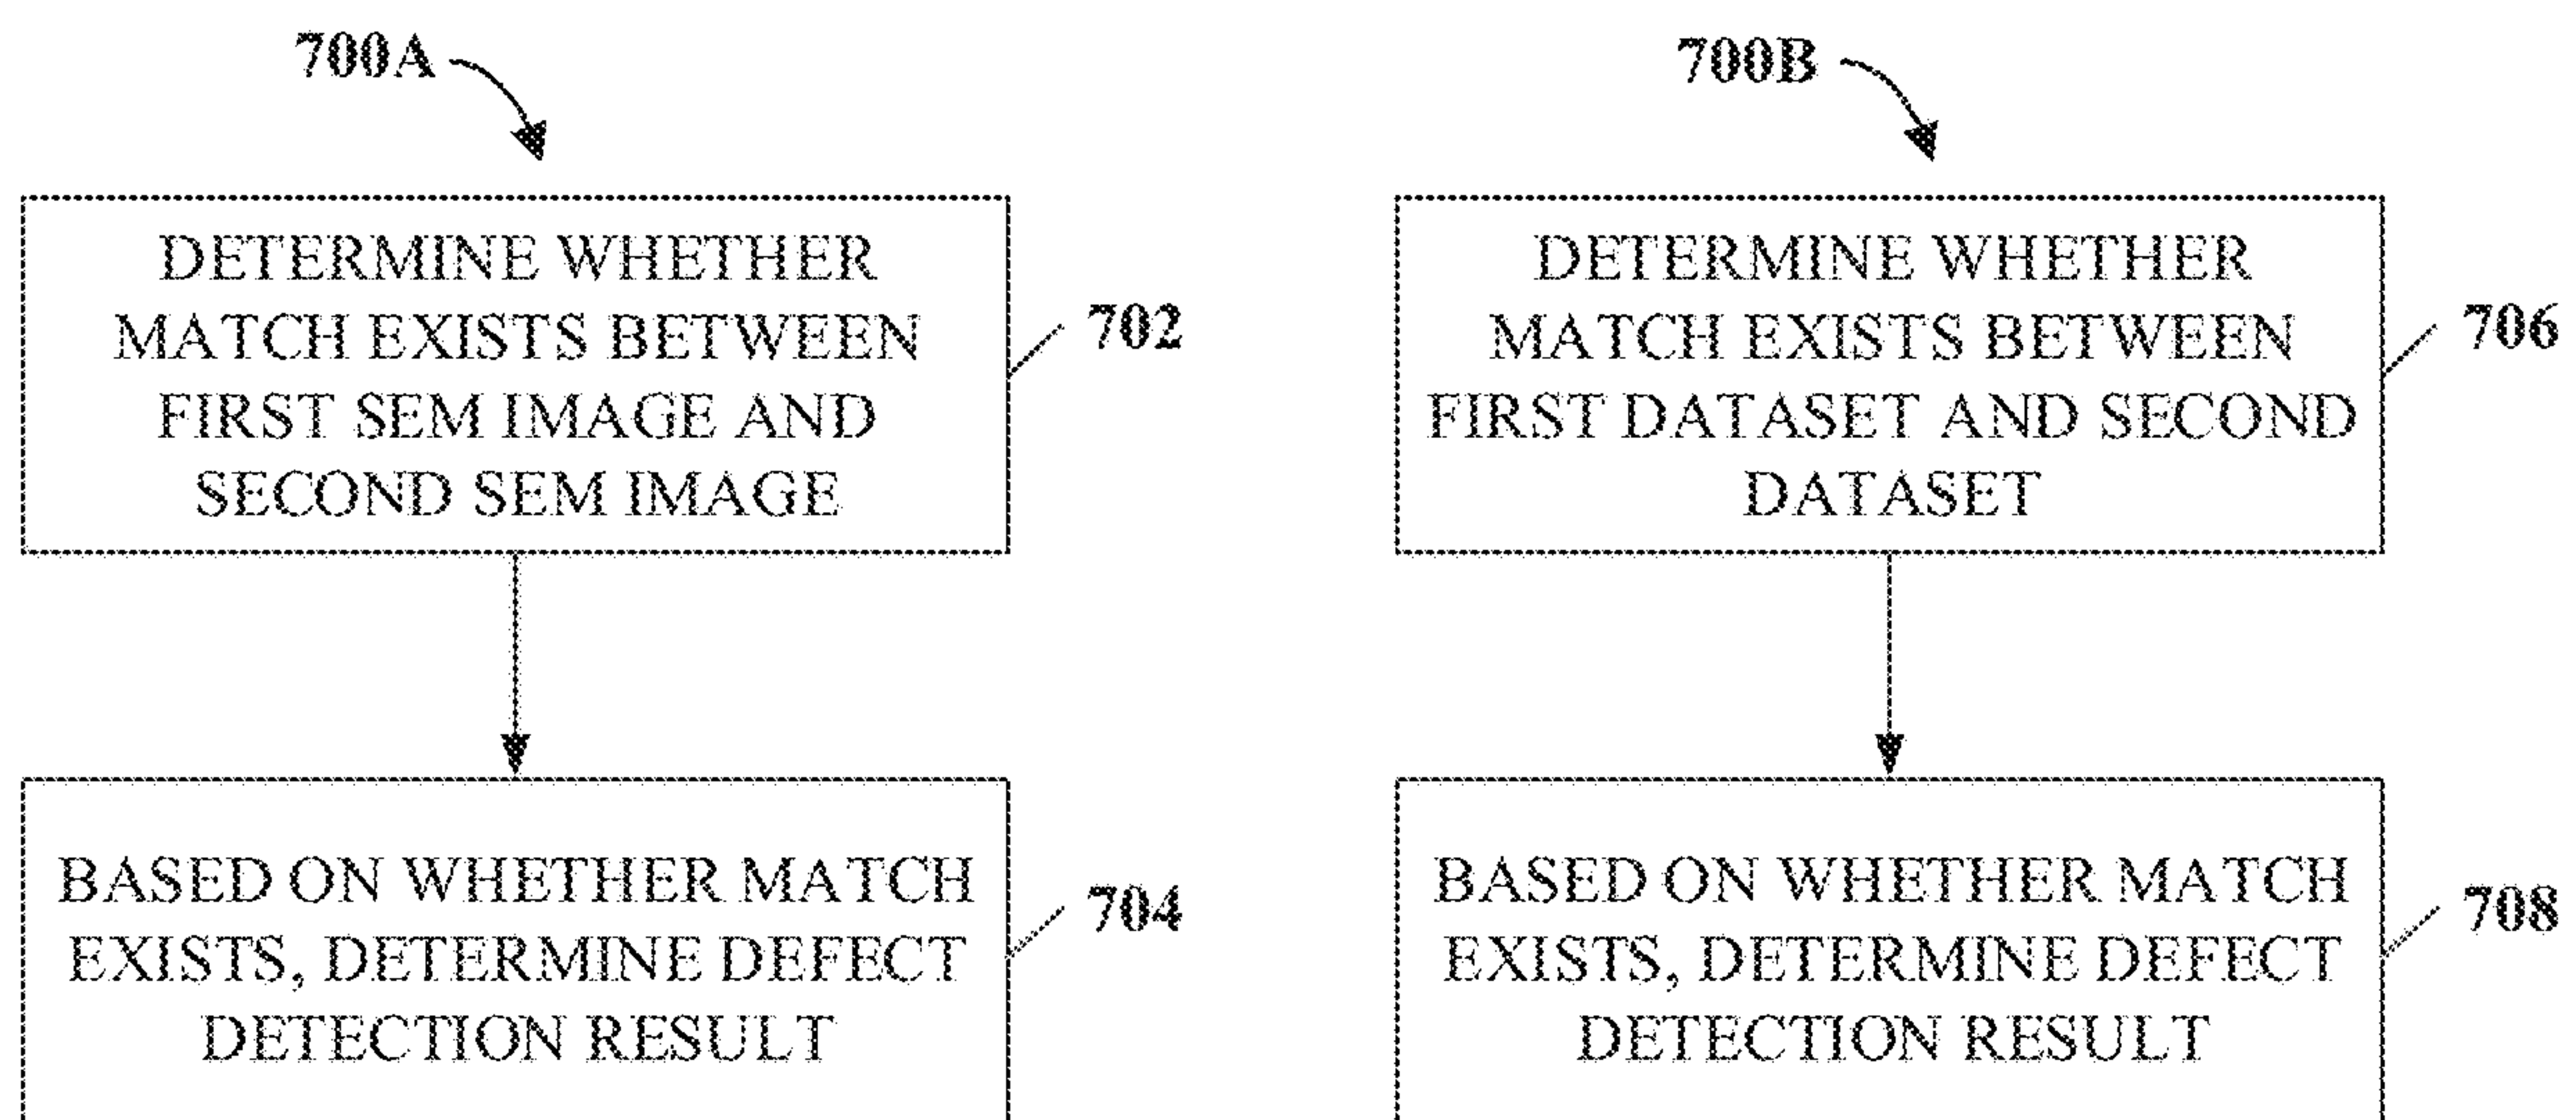 700A
DETERMINE WHETHER
MATCH EXISTS BETWEEN
FIRST SEM IMAGE AND
SECOND SEM IMAGE
702
BASED ON WHETHER MATCH
EXISTS, DETERMINE DEFECT
DETECTION RESULT
704
700B
DETERMINE WHETHER
MATCH EXISTS BETWEEN
FIRST DATASET AND SECOND
DATASET
706
BASED ON WHETHER MATCH
EXISTS, DETERMINE DEFECT
DETECTION RESULT
708